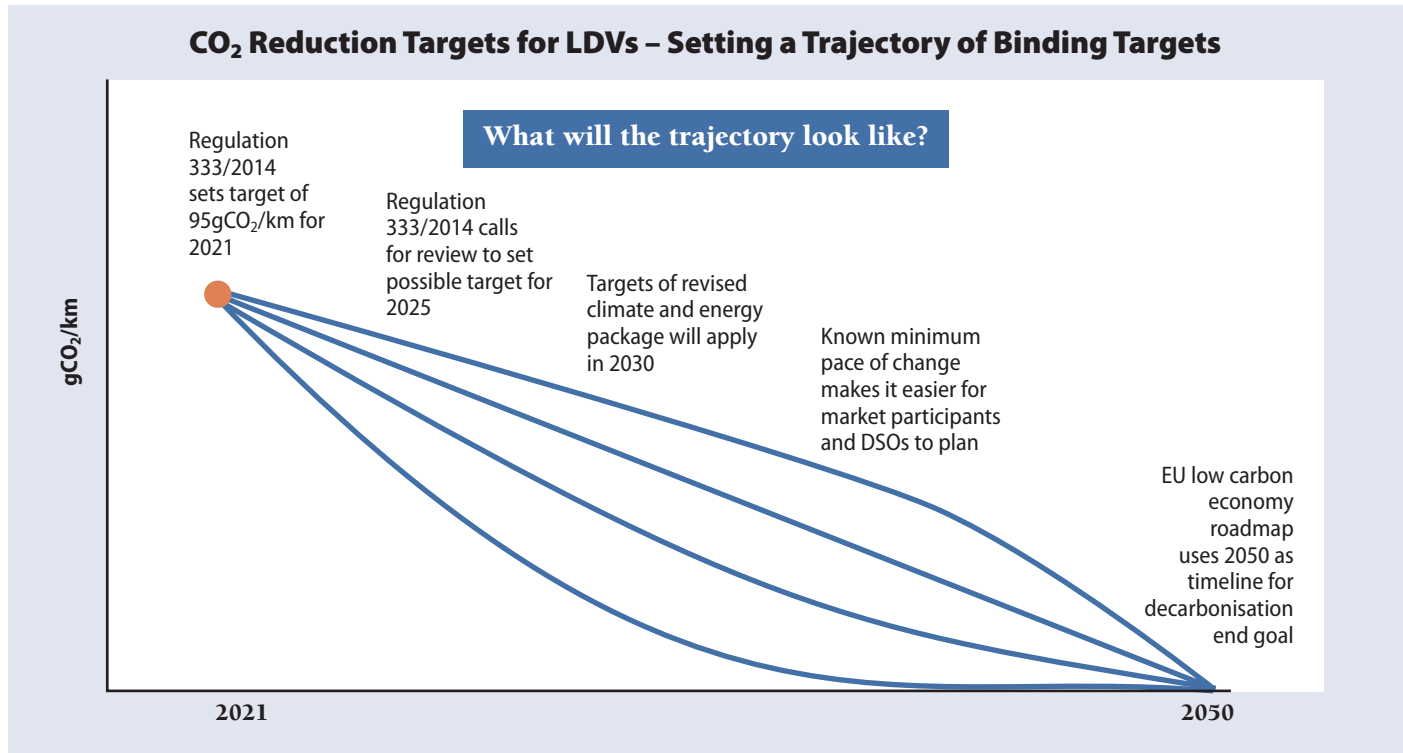 CO₂ Reduction Targets for LDVs – Setting a Trajectory of Binding Targets
What will the trajectory look like?
Regulation
333/2014
sets target of
95gCO₂/km for
2021
Regulation
333/2014 calls
for review to set
possible target for
2025
Targets of revised
climate and energy
package will apply
in 2030
Known minimum
pace of change
makes it easier for
market participants
and DSOs to plan
EU low carbon
economy
roadmap
uses 2050 as
timeline for
decarbonisation
end goal
gCO₂/km
2021
2050